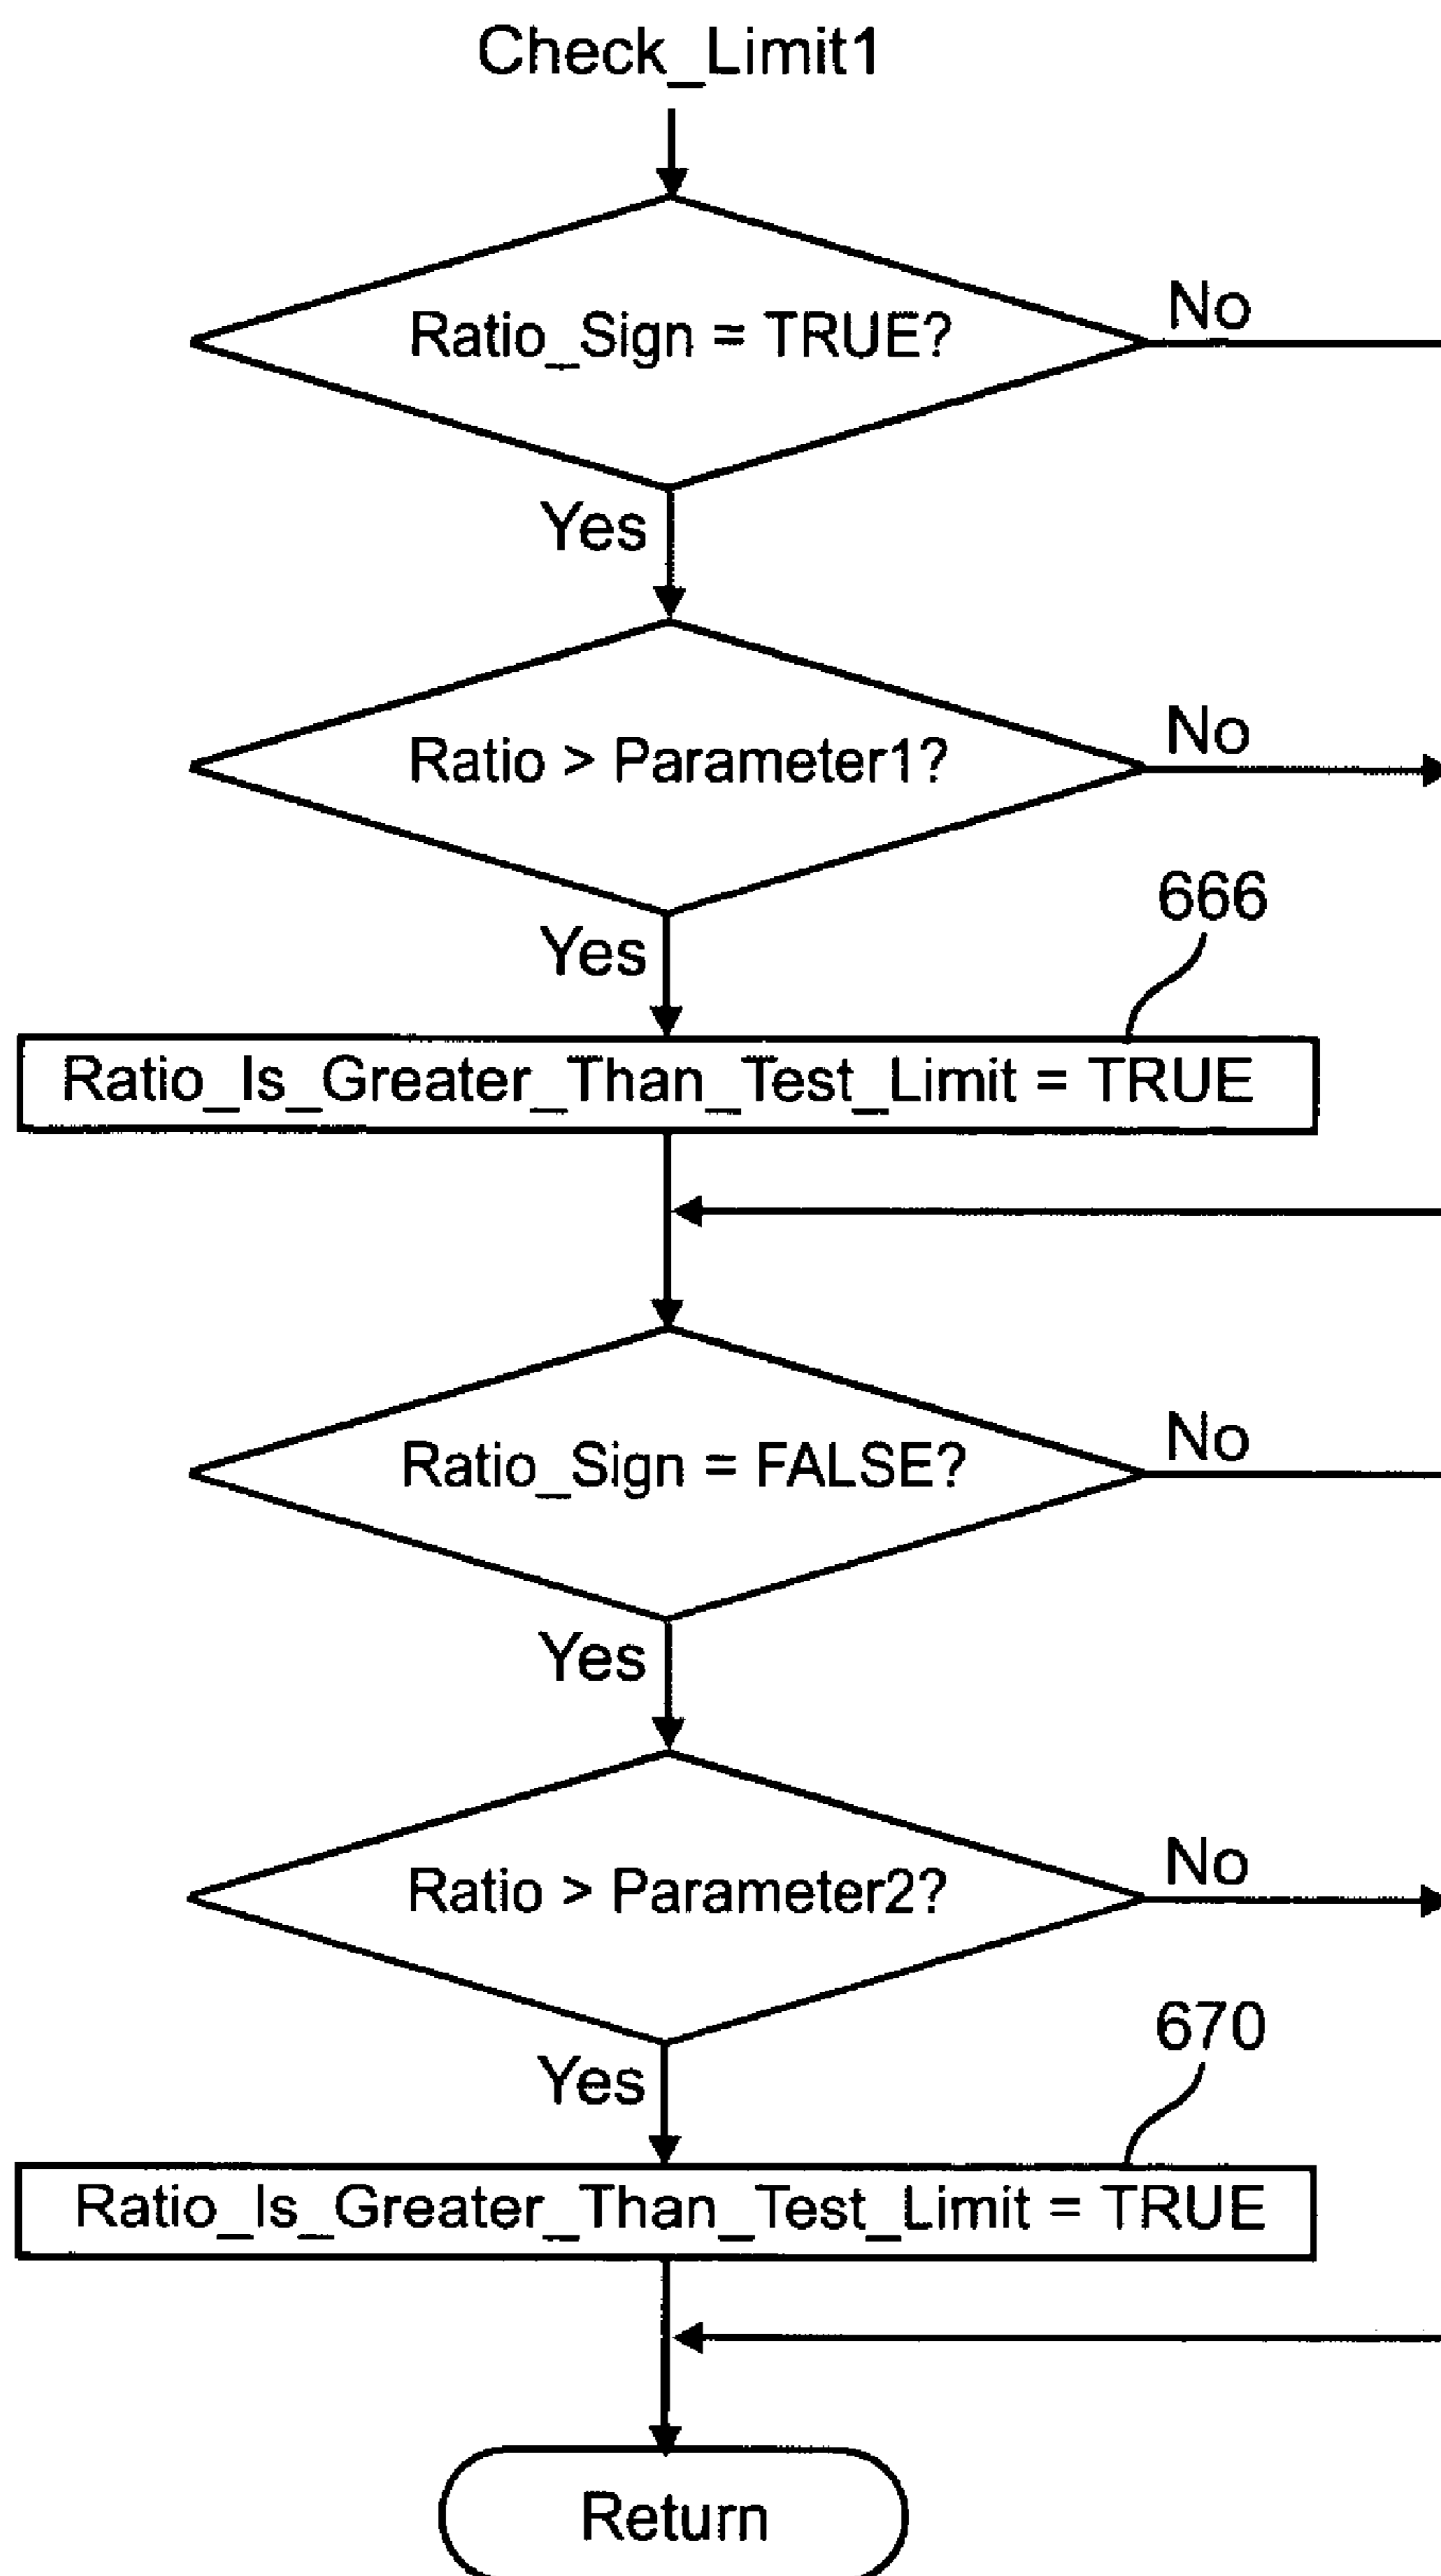 Check_Limit1
Ratio_Sign = TRUE?
No
Yes
Ratio > Parameter1?
No
666
Yes
Ratio_Is_Greater_Than_Test_Limit = TRUE
Ratio_Sign = FALSE?
No
Yes
Ratio > Parameter2?
No
670
Yes
Ratio_Is_Greater_Than_Test_Limit = TRUE
Return